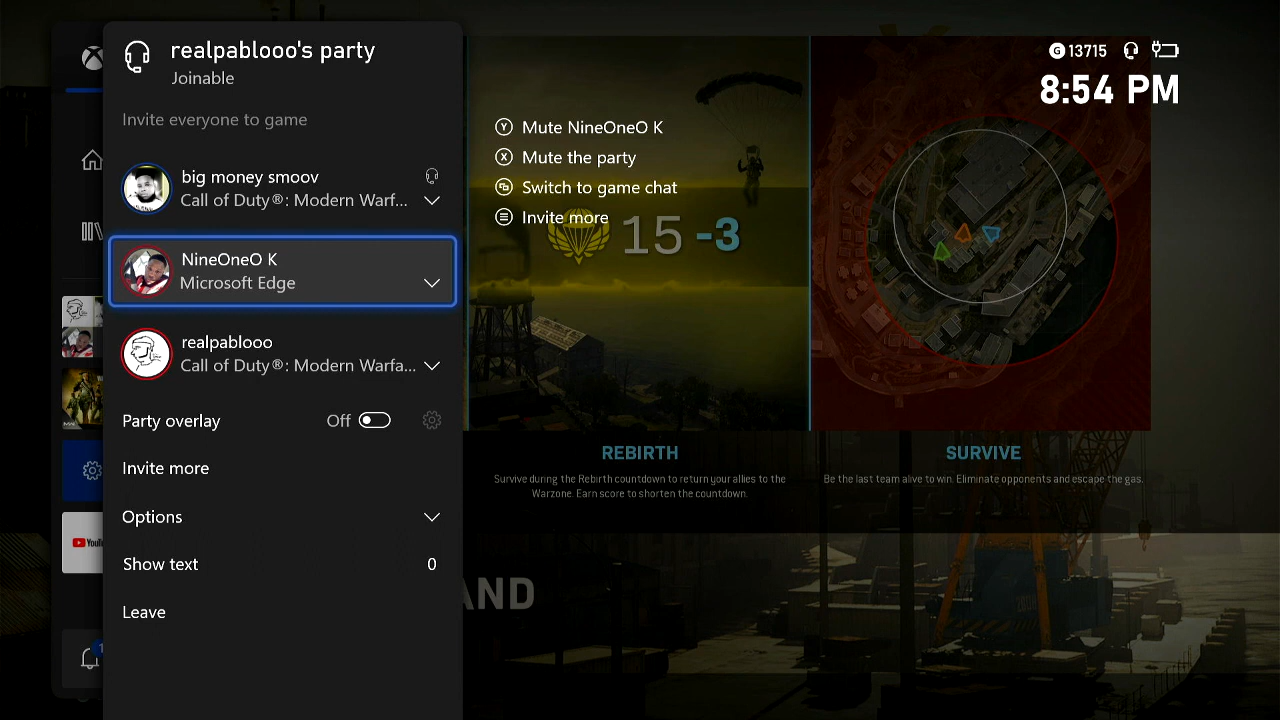 realpablooo's party
Joinable
Invite everyone to game
big money smoov
Call of Duty®: Modern Warf...
NineOneO K
Microsoft Edge
realpablooo
Call of Duty®: Modern Warfa...
Party overlay
Off
Invite more
Options
Show text
0
Leave
Y Mute NineOneO K
X Mute the party
Switch to game chat
Invite more
15 -3
G 13715
8:54 PM
REBIRTH
Survive during the Rebirth countdown to return your allies to the
Warzone. Earn score to shorten the countdown.
SURVIVE
Be the last team alive to win. Eliminate opponents and escape the gas.
AND